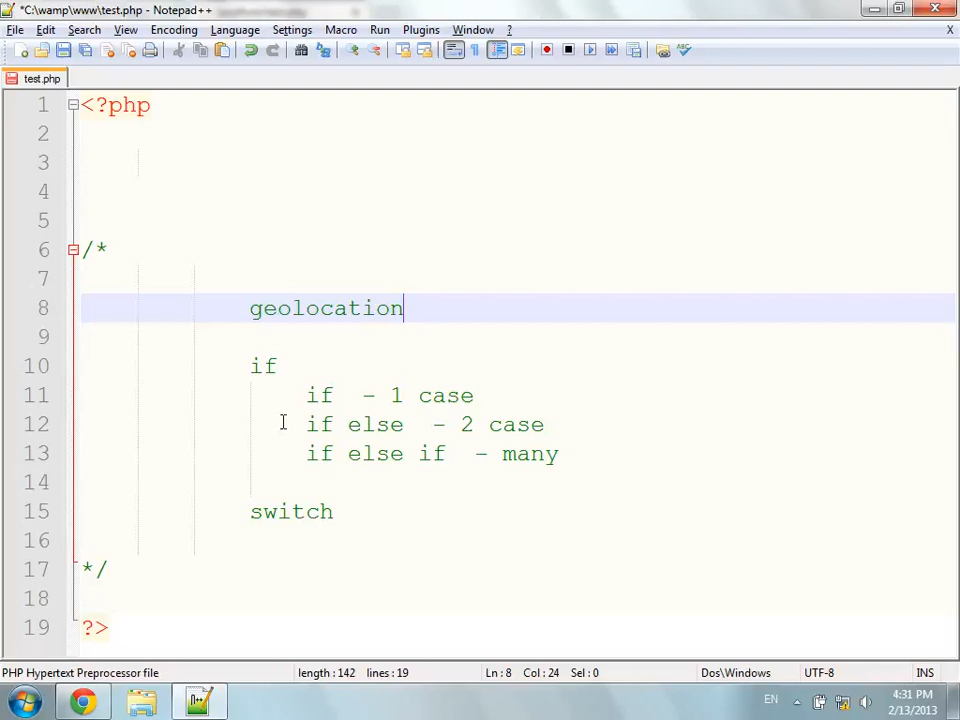 *C:\wamp\www\test.php - Notepad++
File Edit Search View Encoding Language Settings Macro Run Plugins Window ? X
test.php
1 <?php
2
3
4
5
6 /*
7
8 geolocation
9
10 if
11 if - 1 case
12 if else - 2 case
13 if else if - many
14
15 switch
16
17 */
18
19 ?>
PHP Hypertext Preprocessor file length : 142 lines : 19 Ln : 8 Col : 24 Sel : 0 Dos\Windows UTF-8 INS
EN 4:31 PM
2/13/2013